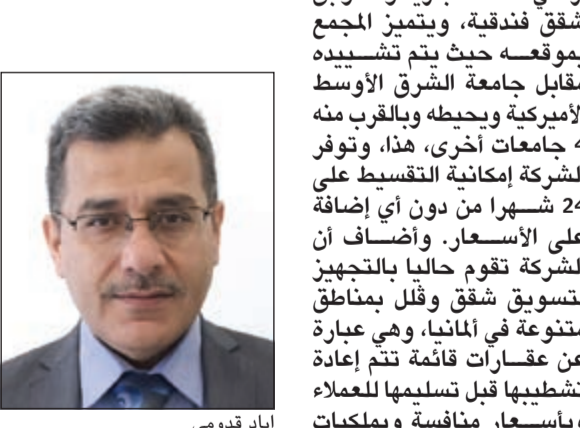 شقق فندقية، ويتميز المجمع
بموقعه حيث يتم تشييده
مقابل جامعة الشرق الأوسط
الأميركية ويحيطه وبالقرب منه
4 جامعات أخرى، هذا، وتوفر
الشركة إمكانية التقسيط على
24 شهرا من دون أي إضافة
على الأسعار. وأضاف أن
الشركة تقوم حاليا بالتجهيز
لتسويق شقق وڤلل بمناطق
متنوعة في ألمانيا، وهي عبارة
عن عقارات قائمة تتم إعادة
تشطيبها قبل تسليمها للعملاء
وبأسعار منافسة وبملكيات
اياد قدومي